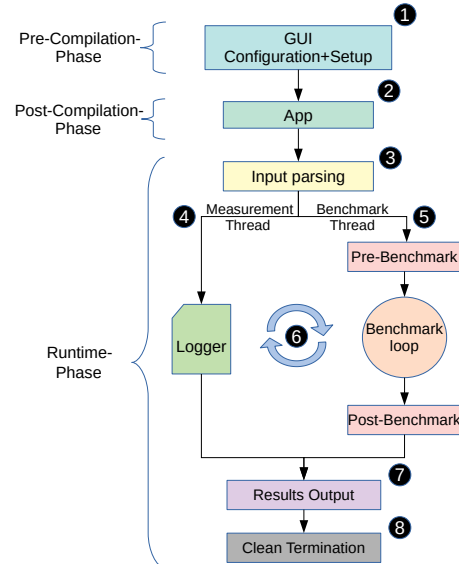 1
Pre-Compilation-
Phase
GUI
Configuration+Setup
2
Post-Compilation-
Phase
App
3
Input parsing
4
Measurement
Thread
Benchmark
Thread
5
Pre-Benchmark
Logger
6
Benchmark
loop
Runtime-
Phase
Post-Benchmark
7
Results Output
8
Clean Termination